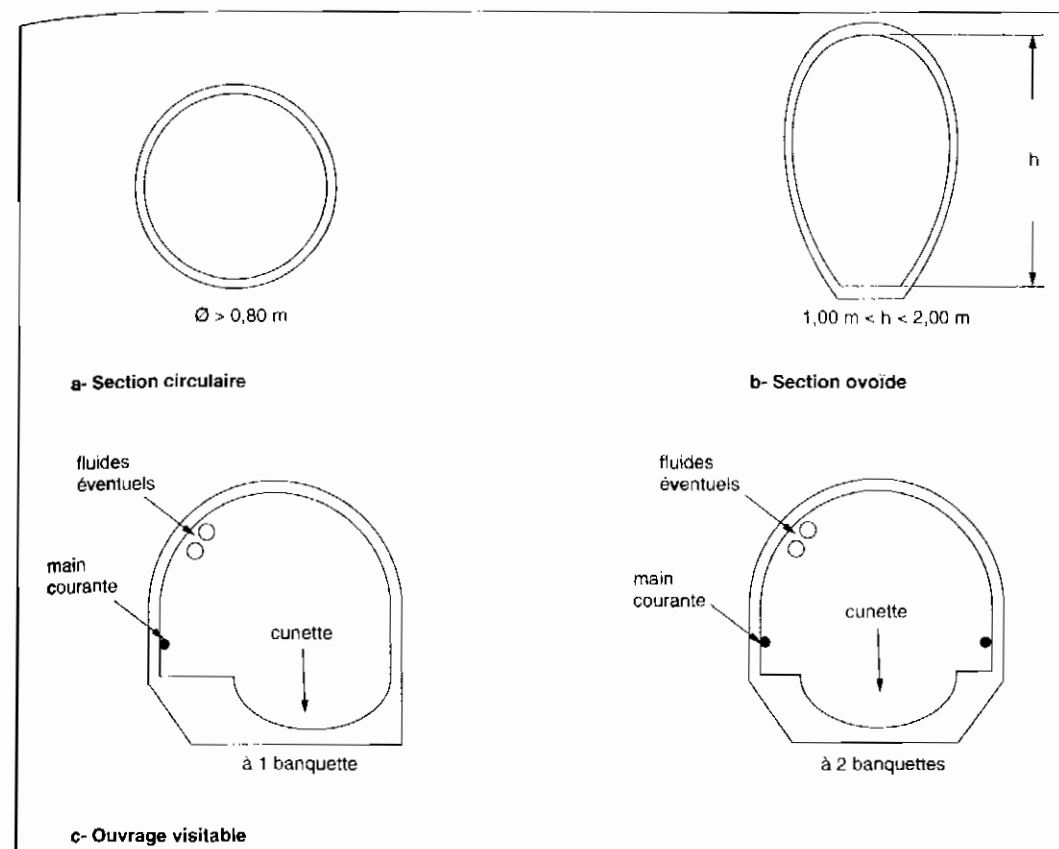 h
Ø > 0,80 m
1,00 m < h < 2,00 m
a- Section circulaire
b- Section ovoïde
fluides
éventuels
main
courante
cunette
à 1 banquette
fluides
éventuels
main
courante
cunette
à 2 banquettes
c- Ouvrage visitable